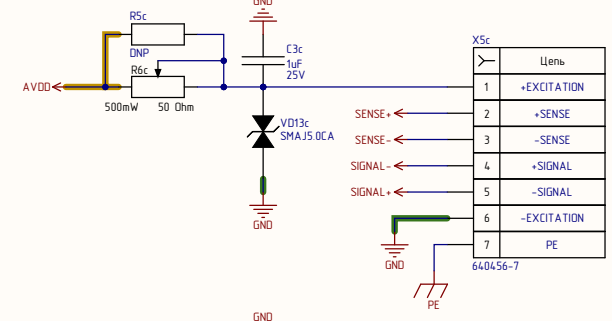 GND
R5c
DNP
R6c
AVDD
500mW 50 Ohm
C3c
1uF
25V
VD13c
SMAJ5.0CA
GND
X5c
Цепь
1 +EXCITATION
SENSE+ 2 +SENSE
SENSE- 3 -SENSE
SIGNAL- 4 +SIGNAL
SIGNAL+ 5 -SIGNAL
6 -EXCITATION
7 PE
GND
640456-7
PE
GND